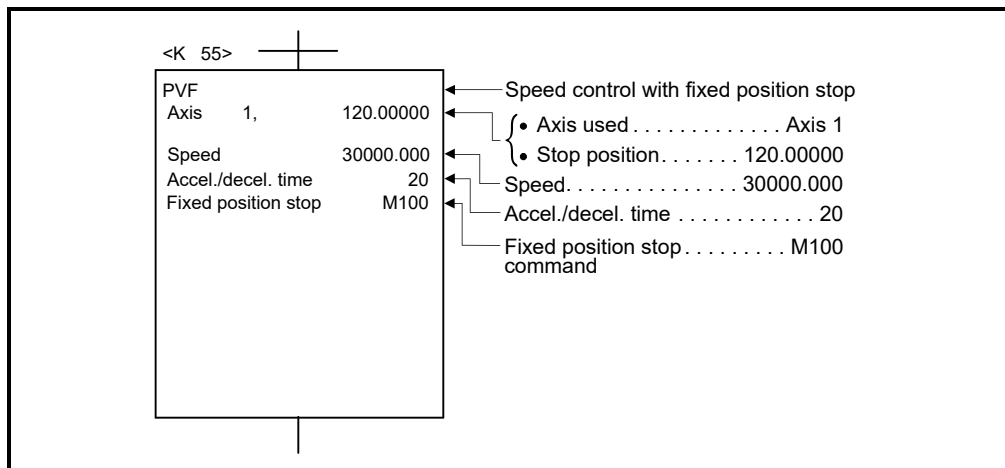 <K 55>
PVF
Axis 1, 120.00000
Speed 30000.000
Accel./decel. time 20
Fixed position stop M100
Speed control with fixed position stop
• Axis used . . . . . . . . . . . . . Axis 1
• Stop position. . . . . . . 120.00000
Speed. . . . . . . . . . . . . . . 30000.000
Accel./decel. time . . . . . . . . . . . . 20
Fixed position stop . . . . . . . . . M100
command